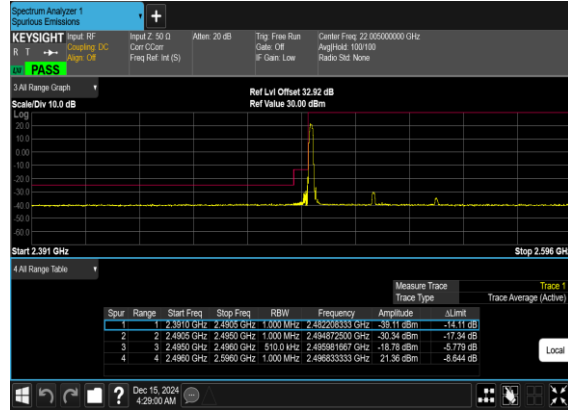 Spectrum Analyzer 1
Spurious Emissions
+
KEYSIGHT Input: RF Input Z: 50 Ω Atten: 20 dB Trig: Free Run Center Freq: 22.005000000 GHz
R T Coupling: DC Corr CCorr Gate: Off Avg|Hold: 100/100
Align: Off Freq Ref: Int (S) IF Gain: Low Radio Std: None
LW PASS
3 All Range Graph Ref Lvl Offset 32.92 dB
Scale/Div 10.0 dB Ref Value 30.00 dBm
Log
20.0
10.0
0.00
-10.0
-20.0
-30.0
-40.0
-50.0
-60.0
Start 2.391 GHz Stop 2.596 GHz
4 All Range Table
Measure Trace Trace 1
Trace Type Trace Average (Active)
Spur Range Start Freq Stop Freq RBW Frequency Amplitude ΔLimit
1 1 2.3910 GHz 2.4905 GHz 1.000 MHz 2.482208333 GHz -39.11 dBm -14.11 dB
2 2 2.4905 GHz 2.4950 GHz 1.000 MHz 2.494872500 GHz -30.34 dBm -17.34 dB
3 3 2.4950 GHz 2.4960 GHz 510.0 kHz 2.495981667 GHz -18.78 dBm -5.779 dB
4 4 2.4960 GHz 2.5960 GHz 1.000 MHz 2.496833333 GHz 21.36 dBm -8.644 dB
Local
? Dec 15, 2024
4:29:00 AM